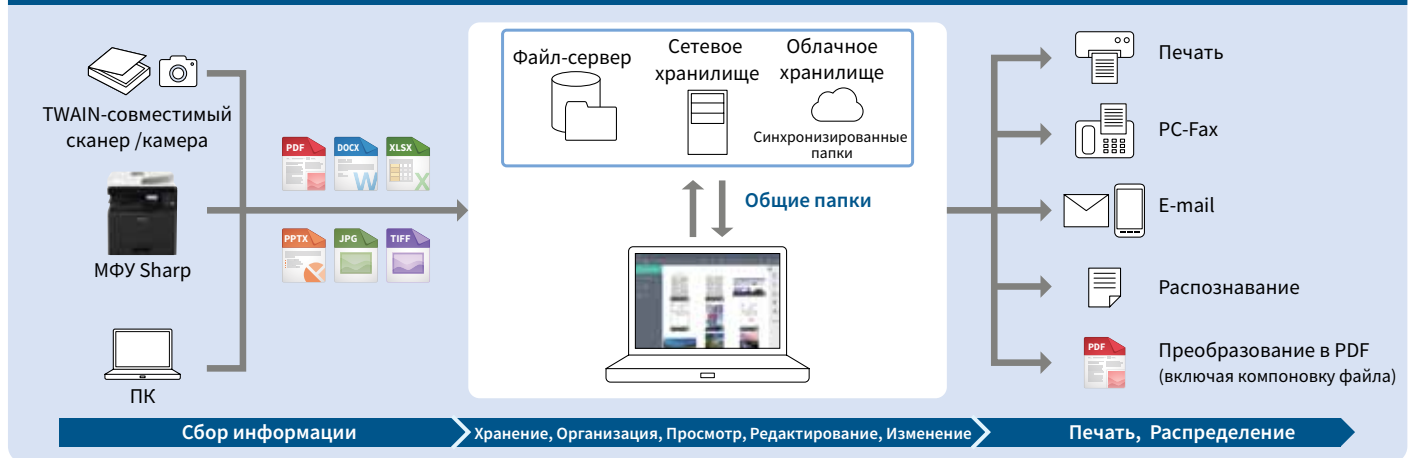 TWAIN-совместимый
сканер /камера
МФУ Sharp
ПК
PDF
DOCX
XLSX
W
X
PPTX
JPG
TIFF
Файл-сервер
Сетевое
хранилище
Облачное
хранилище
Синхронизированные
папки
Общие папки
Печать
PC-Fax
E-mail
Распознавание
PDF
Преобразование в PDF
(включая компоновку файла)
Сбор информации
Хранение, Организация, Просмотр, Редактирование, Изменение
Печать, Распределение